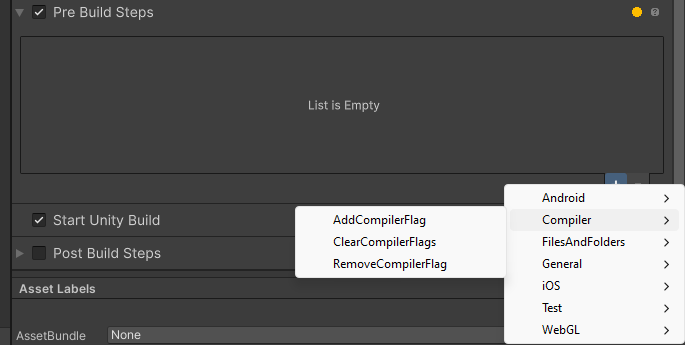 Pre Build Steps
List is Empty
Android
Start Unity Build
AddCompilerFlag
Compiler
ClearCompilerFlags
FilesAndFolders
Post Build Steps
RemoveCompilerFlag
General
Asset Labels
iOS
Test
AssetBundle
None
WebGL